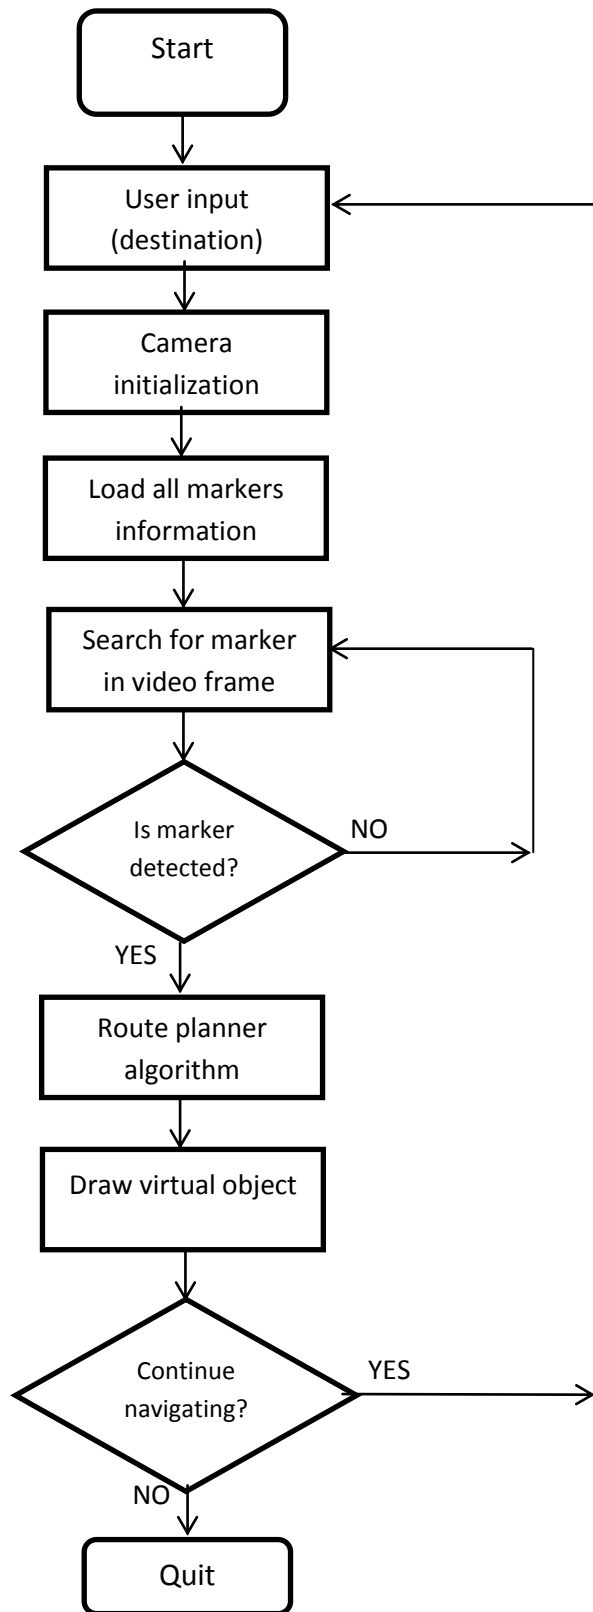 Start
User input
(destination)
Camera
initialization
Load all markers
information
Search for marker
in video frame
Is marker
detected?
NO
YES
Route planner
algorithm
Draw virtual object
Continue
navigating?
YES
NO
Quit